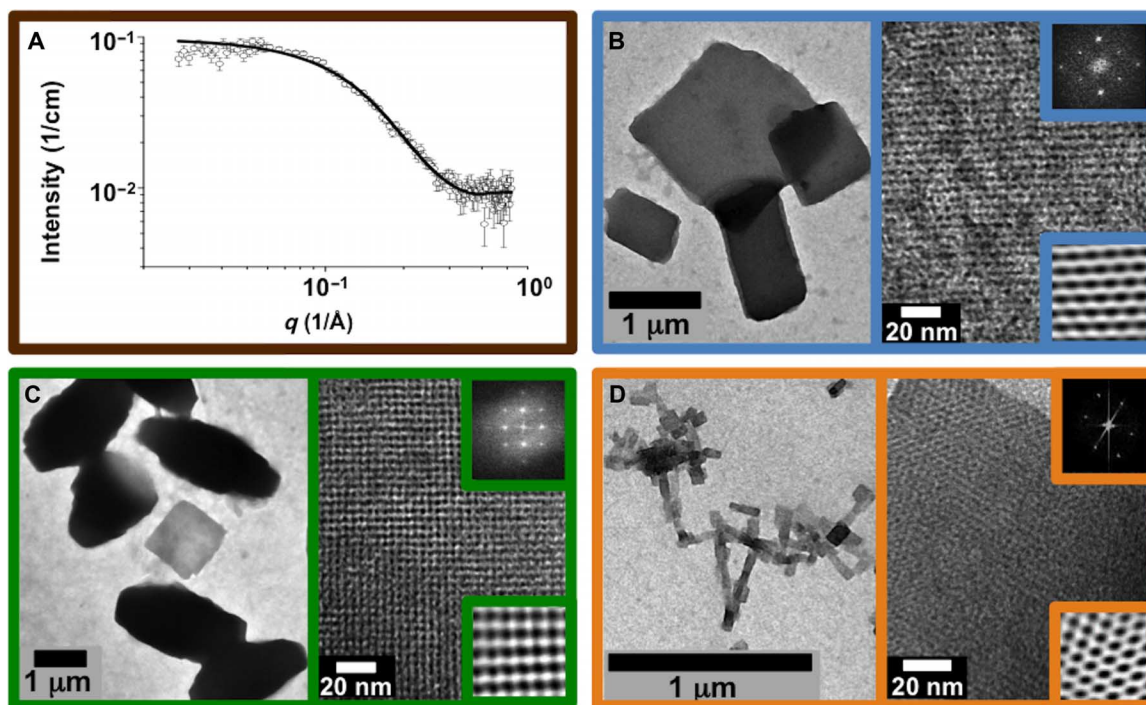 A
10⁻¹
10⁻²
Intensity (1/cm)
10⁻¹
10⁰
q (1/Å)
B
1 μm
20 nm
C
1 μm
20 nm
D
1 μm
20 nm